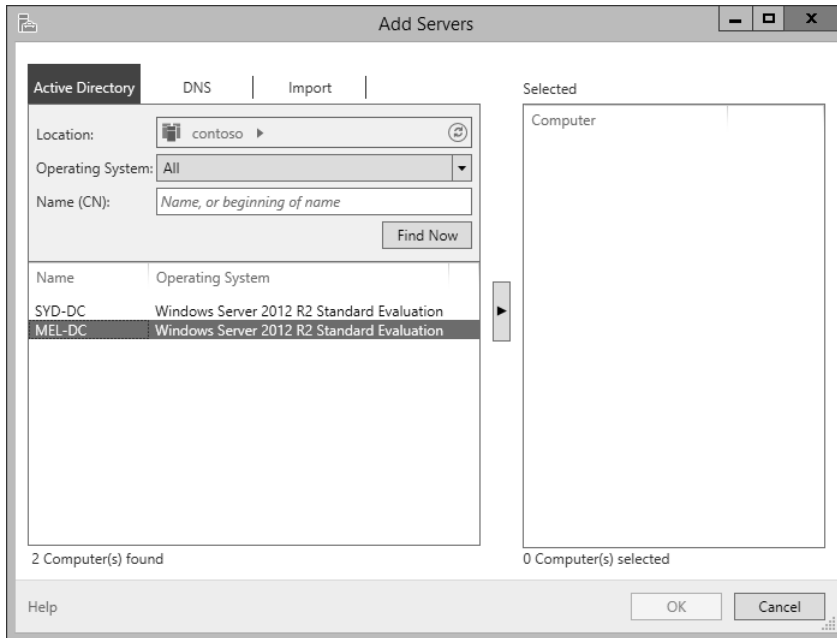 Add Servers
Active Directory
DNS
Import
Location:
contoso
Operating System:
All
Name (CN):
Name, or beginning of name
Find Now
Name
Operating System
SYD-DC
Windows Server 2012 R2 Standard Evaluation
MEL-DC
Windows Server 2012 R2 Standard Evaluation
2 Computer(s) found
Selected
Computer
0 Computer(s) selected
Help
OK
Cancel